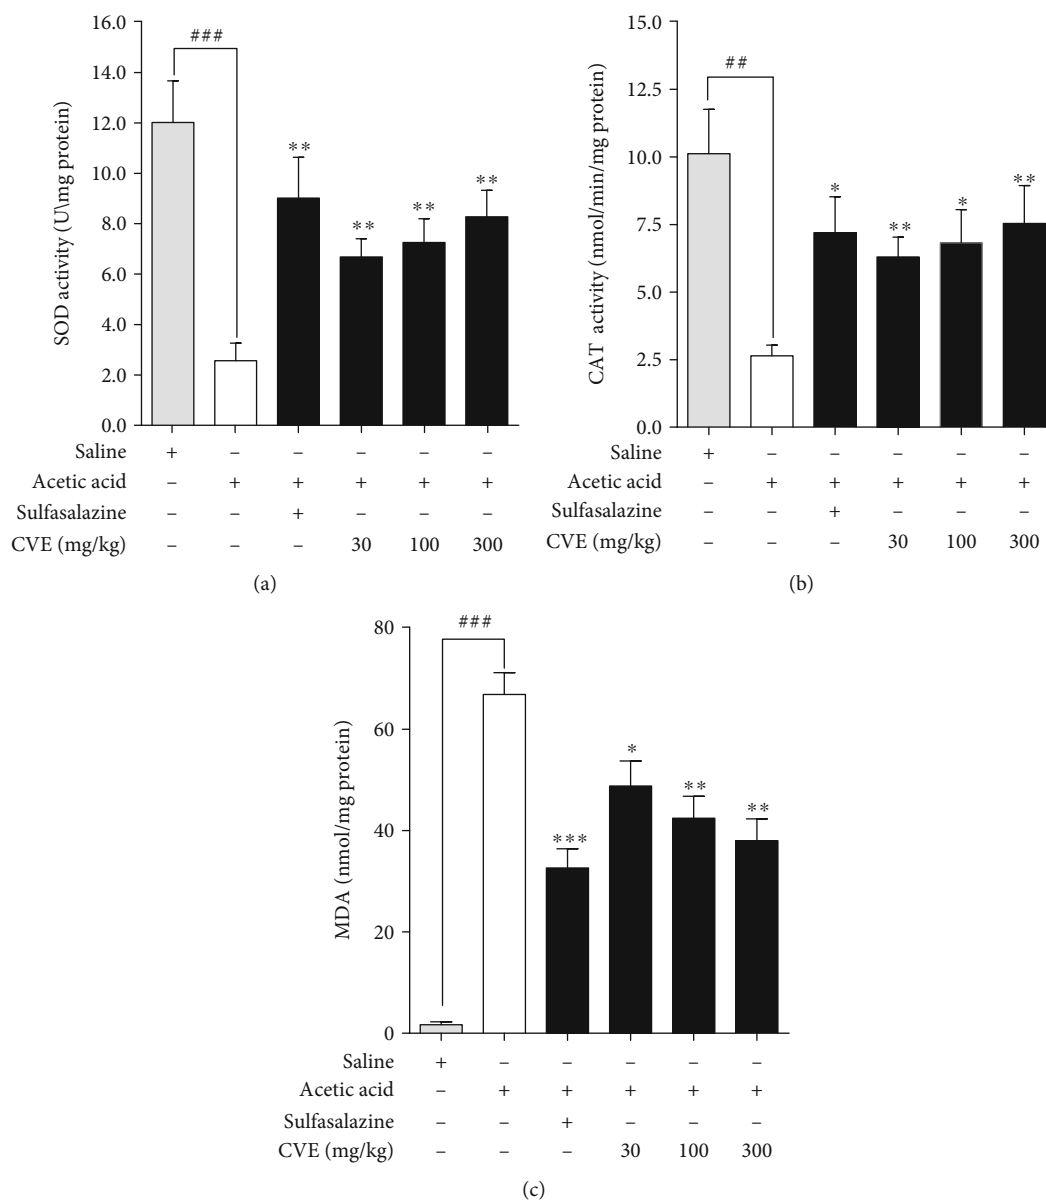 16.0
14.0
12.0
10.0
8.0
6.0
4.0
2.0
0.0
SOD activity (U\mg protein)
###
**
**
**
**
Saline + – – – – –
Acetic acid – + + + + +
Sulfasalazine – – + – – –
CVE (mg/kg) – – – 30 100 300
(a)
15.0
12.5
10.0
7.5
5.0
2.5
0.0
CAT activity (nmol/min/mg protein)
##
*
**
*
**
Saline + – – – – –
Acetic acid – + + + + +
Sulfasalazine – – + – – –
CVE (mg/kg) – – – 30 100 300
(b)
80
60
40
20
0
MDA (nmol/mg protein)
###
***
*
**
**
Saline + – – – – –
Acetic acid – + + + + +
Sulfasalazine – – + – – –
CVE (mg/kg) – – – 30 100 300
(c)